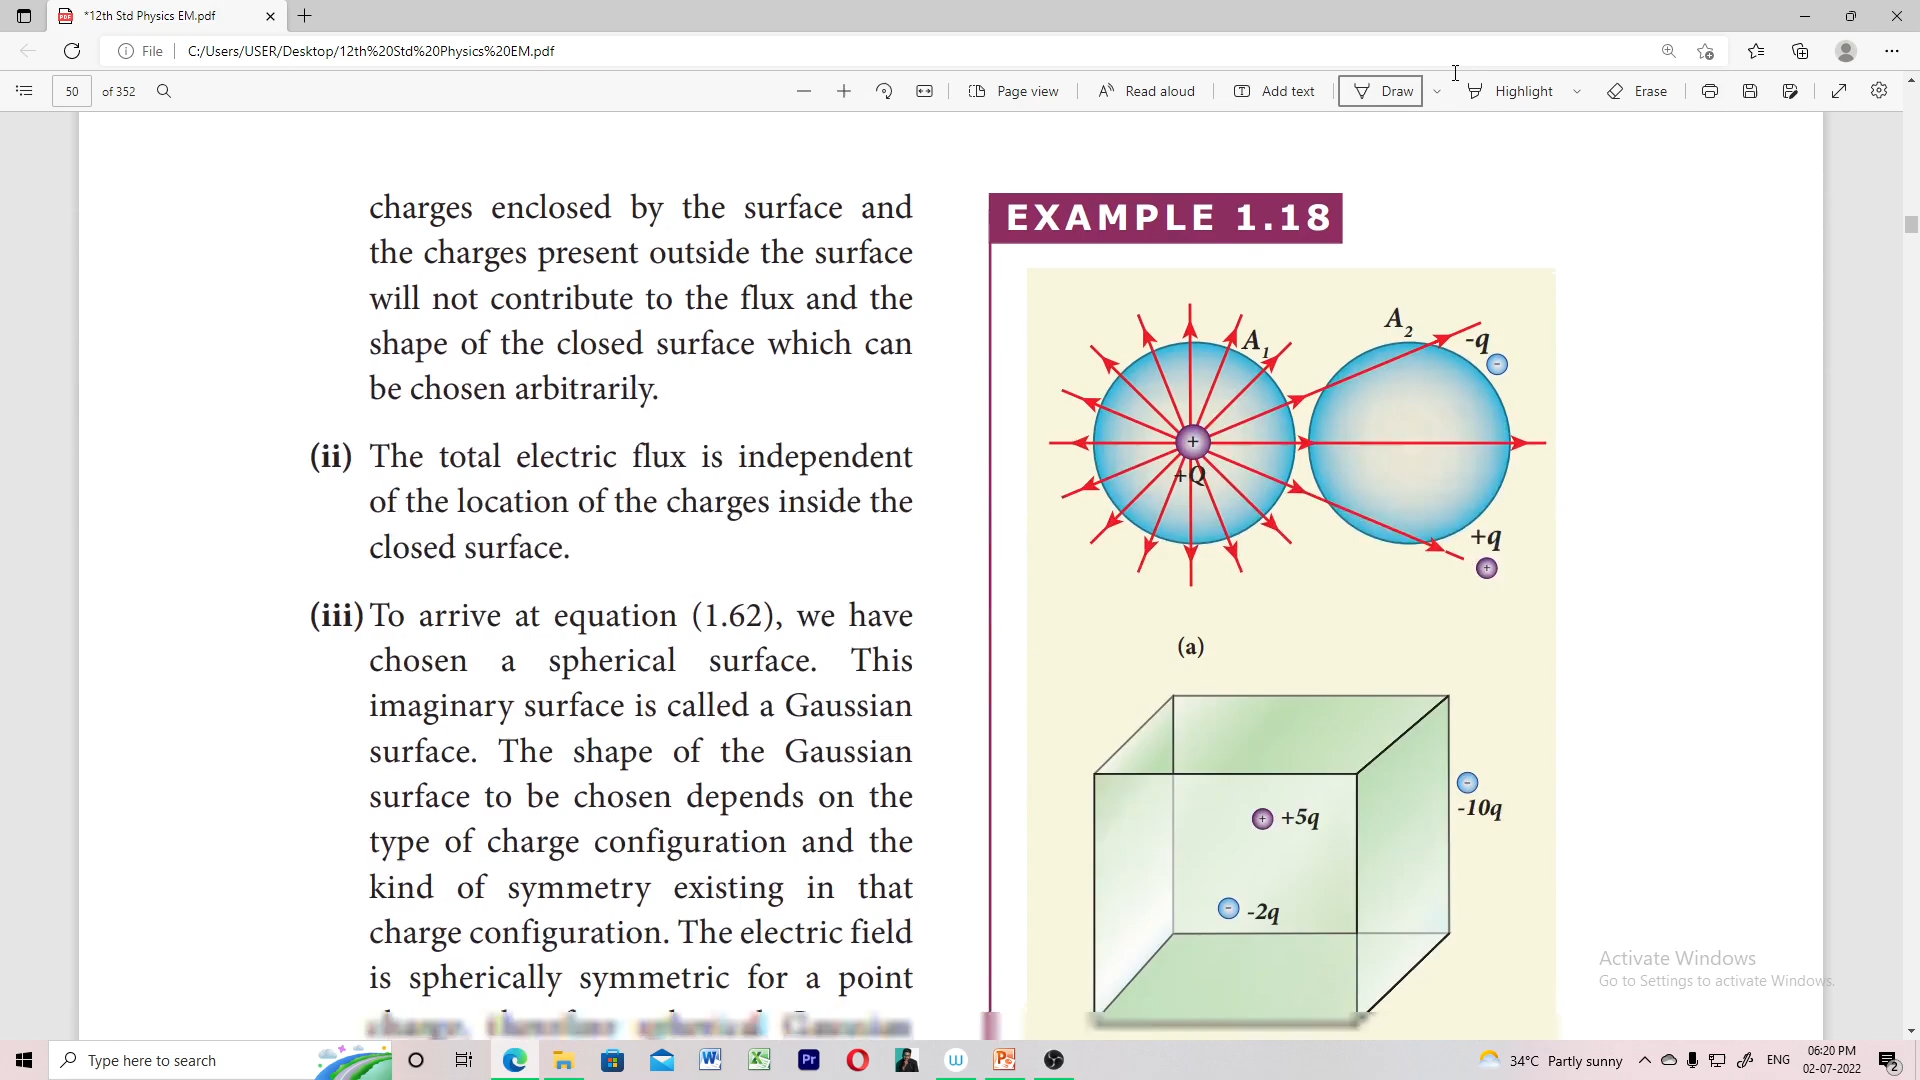 *12th Std Physics EM.pdf
File
C:/Users/USER/Desktop/12th%20Std%20Physics%20EM.pdf
50 of 352
Page view
Read aloud
Add text
Draw
Highlight
Erase
charges enclosed by the surface and
the charges present outside the surface
will not contribute to the flux and the
shape of the closed surface which can
be chosen arbitrarily.
(ii) The total electric flux is independent
of the location of the charges inside the
closed surface.
(iii) To arrive at equation (1.62), we have
chosen a spherical surface. This
imaginary surface is called a Gaussian
surface. The shape of the Gaussian
surface to be chosen depends on the
type of charge configuration and the
kind of symmetry existing in that
charge configuration. The electric field
is spherically symmetric for a point
charge, therefore spherical Gaussian
EXAMPLE 1.18
A₁
A₂
-q
-
+
+Q
+q
+
(a)
-
-10q
+ +5q
- -2q
Activate Windows
Go to Settings to activate Windows.
Type here to search
34°C Partly sunny
ENG
06:20 PM
02-07-2022
2